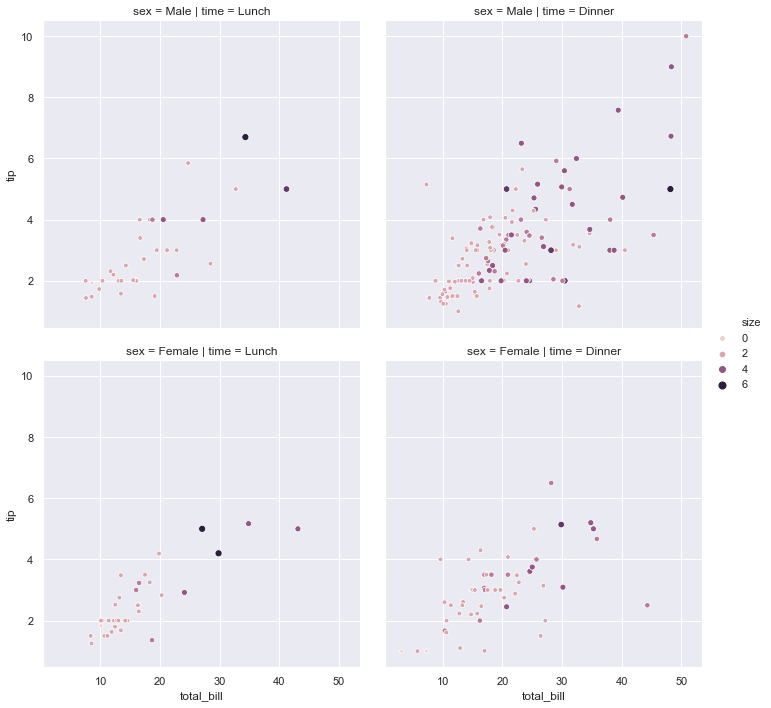 sex = Male | time = Lunch
sex = Male | time = Dinner
10
8
6
4
2
tip
sex = Female | time = Lunch
sex = Female | time = Dinner
10
8
6
4
2
tip
10 20 30 40 50
10 20 30 40 50
total_bill
total_bill
size
0
2
4
6